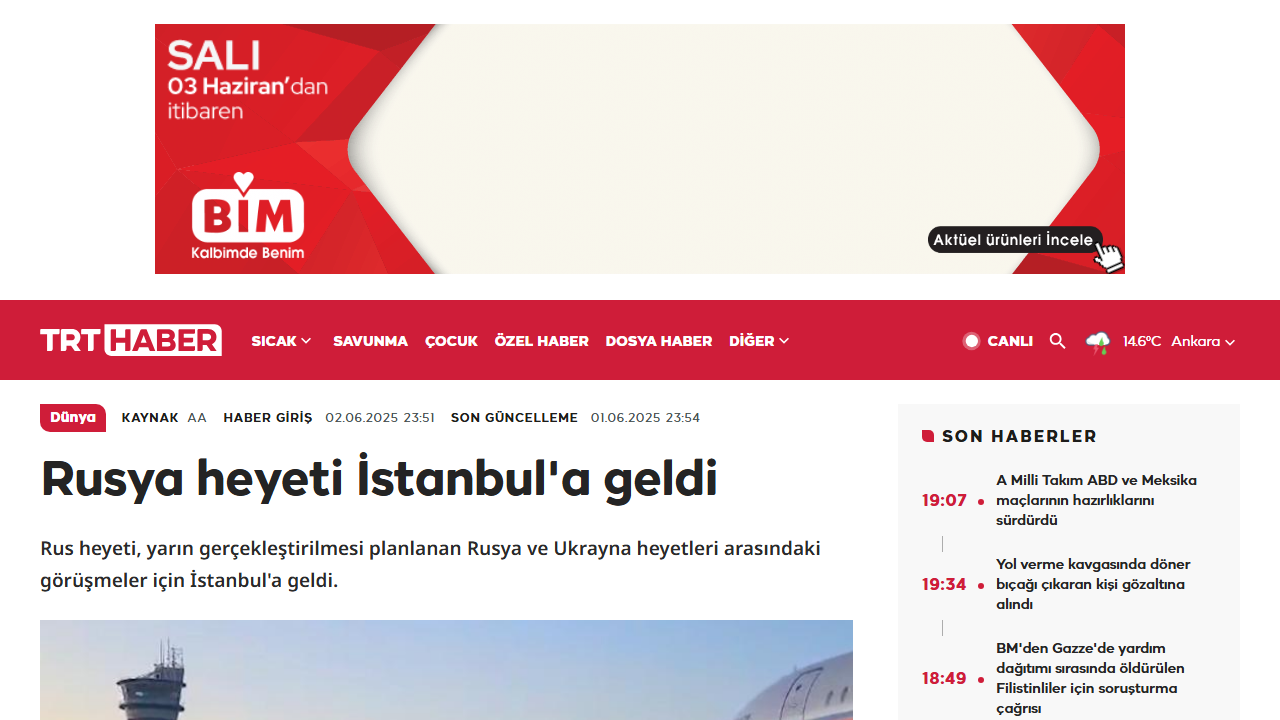 SALI
03 Haziran'dan
itibaren
BİM
Kalbimde Benim
Aktüel ürünleri İncele
TRT HABER
SICAK
SAVUNMA
ÇOCUK
ÖZEL HABER
DOSYA HABER
DİĞER
CANLI
14.6°C
Ankara
Dünya
KAYNAK AA
HABER GİRİŞ 02.06.2025 23:51
SON GÜNCELLEME 01.06.2025 23:54
Rusya heyeti İstanbul'a geldi
Rus heyeti, yarın gerçekleştirilmesi planlanan Rusya ve Ukrayna heyetleri arasındaki
görüşmeler için İstanbul'a geldi.
SON HABERLER
19:07
A Milli Takım ABD ve Meksika
maçlarının hazırlıklarını
sürdürdü
19:34
Yol verme kavgasında döner
bıçağı çıkaran kişi gözaltına
alındı
18:49
BM'den Gazze'de yardım
dağıtımı sırasında öldürülen
Filistinliler için soruşturma
çağrısı